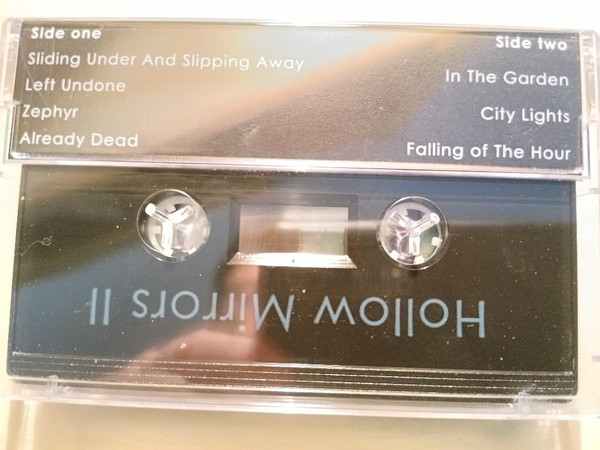 Side one
Sliding Under And Slipping Away
Left Undone
Zephyr
Already Dead
Side two
In The Garden
City Lights
Falling of The Hour
Hollow Mirrors II